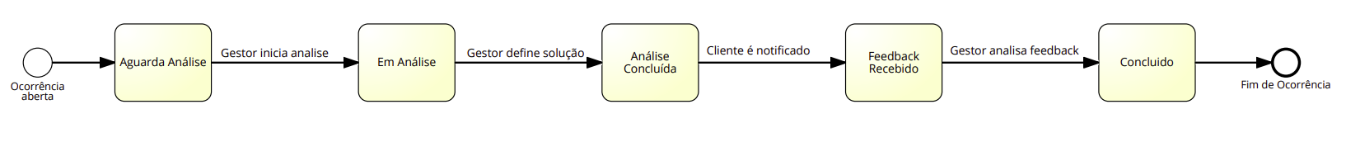 Ocorrência
aberta
Aguarda Análise
Gestor inicia analise
Em Análise
Gestor define solução
Análise
Concluída
Cliente é notificado
Feedback
Recebido
Gestor analisa feedback
Concluido
Fim de Ocorrência